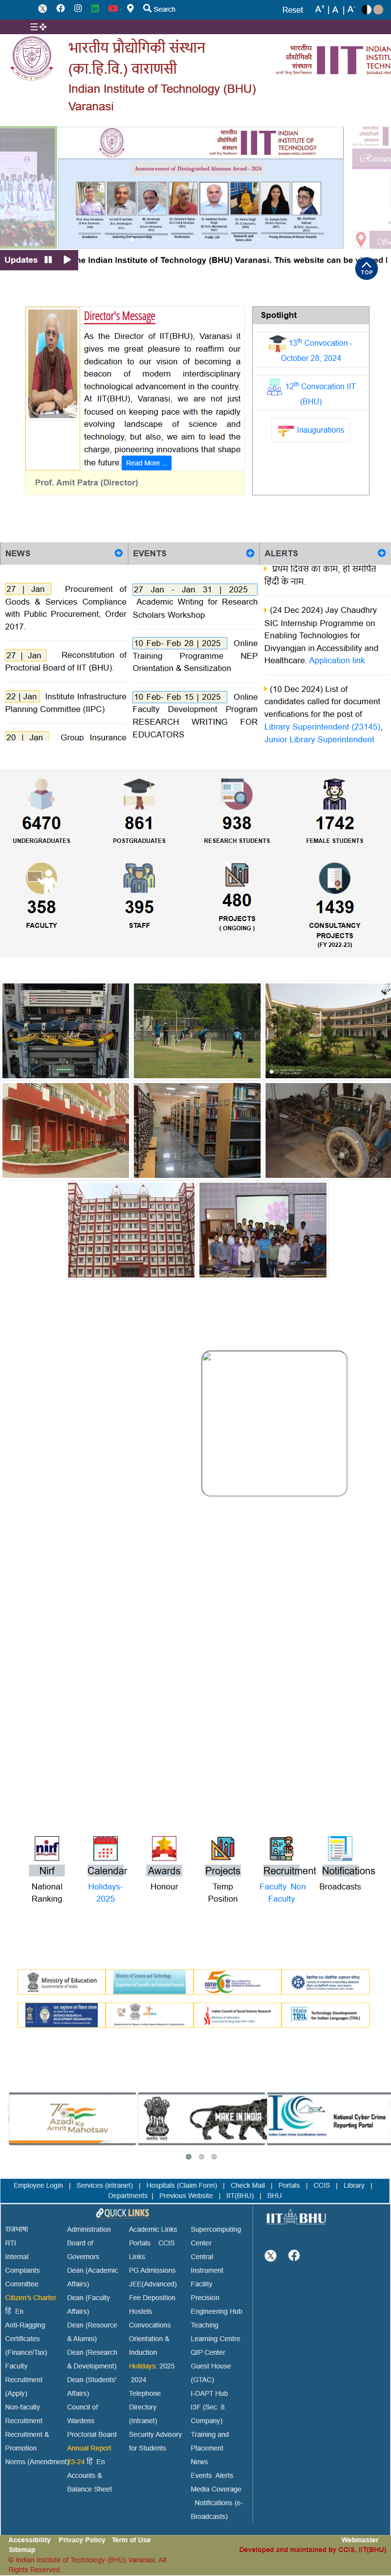 Search
Reset A+ | A | A-
भारतीय प्रौद्योगिकी संस्थान
(का.हि.वि.) वाराणसी
Indian Institute of Technology (BHU)
Varanasi
भारतीय
प्रौद्योगिकी
संस्थान
IIT
INDIAN
INSTITUTE OF
TECHNOLOGY
Announcement of Distinguished Alumnus Award - 2024
Updates
he Indian Institute of Technology (BHU) Varanasi. This website can be viewed
TOP
Director's Message
As the Director of IIT(BHU), Varanasi it
gives me great pleasure to reaffirm our
dedication to our vision of becoming a
beacon of modern interdisciplinary
technological advancement in the country.
At IIT(BHU), Varanasi, we are not just
focused on keeping pace with the rapidly
evolving landscape of science and
technology, but also, we aim to lead the
charge, pioneering innovations that shape
the future. Read More ...
Prof. Amit Patra (Director)
Spotlight
13th Convocation -
October 28, 2024
12th Convocation IIT
(BHU)
Inaugurations
NEWS
27 | Jan Procurement of
Goods & Services Compliance
with Public Procurement, Order
2017.
27 | Jan Reconstitution of
Proctorial Board of IIT (BHU).
22 | Jan Institute Infrastructure
Planning Committee (IIPC)
20 | Jan Group Insurance
EVENTS
27 Jan - Jan 31 | 2025
Academic Writing for Research
Scholars Workshop
10 Feb- Feb 28 | 2025 Online
Training Programme NEP
Orientation & Sensitization
10 Feb- Feb 15 | 2025 Online
Faculty Development Program
RESEARCH WRITING FOR
EDUCATORS
ALERTS
प्रथम दिवस का काम, हो समर्पित
हिंदी के नाम.
(24 Dec 2024) Jay Chaudhry
SIC Internship Programme on
Enabling Technologies for
Divyangjan in Accessibility and
Healthcare. Application link
(10 Dec 2024) List of
candidates called for document
verifications for the post of
Library Superintendent (23145),
Junior Library Superintendent
6470
UNDERGRADUATES
861
POSTGRADUATES
938
RESEARCH STUDENTS
1742
FEMALE STUDENTS
358
FACULTY
395
STAFF
480
PROJECTS
( ONGOING )
1439
CONSULTANCY
PROJECTS
(FY 2022-23)
nirf
Nirf
National
Ranking
Calendar
Holidays-
2025
Awards
Honour
Projects
Temp
Position
Recruitment
Faculty Non
Faculty
Notifications
Broadcasts
Ministry of Education
Ministry of Science and Technology
Indian Council of Social Science Research
Ministry of Education
TDIL
Technology Development
for Indian Languages (TDIL)
Azadi Ka
Amrit Mahotsav
MAKE IN INDIA
National Cyber Crime
Reporting Portal
Employee Login | Services (intranet) | Hospitals (Claim Form) | Check Mail | Portals | CCIS | Library |
Departments | Previous Website | IIT(BHU) | BHU
QUICK LINKS
राजभाषा
RTI
Internal
Complaints
Committee
Citizen's Charter
हिं En
Anti-Ragging
Certificates
(Finance/Tax)
Faculty
Recruitment
(Apply)
Non-faculty
Recruitment
Recruitment &
Promotion
Norms (Amendment)
Administration
Board of
Governors
Dean (Academic
Affairs)
Dean (Faculty
Affairs)
Dean (Resource
& Alumni)
Dean (Research
& Development)
Dean (Students'
Affairs)
Council of
Wardens
Proctorial Board
Annual Report
23-24 हिं En
Accounts &
Balance Sheet
Academic Links
Portals CCIS
Links
PG Admissions
JEE(Advanced)
Fee Deposition
Hostels
Convocations
Orientation &
Induction
Holidays: 2025
2024
Telephone
Directory
(Intranet)
Security Advisory
for Students
Supercomputing
Center
Central
Instrument
Facility
Precision
Engineering Hub
Teaching
Learning Centre
QIP Center
Guest House
(GTAC)
I-DAPT Hub
I3F (Sec. 8
Company)
Training and
Placement
News
Events Alerts
Media Coverage
Notifications (e-
Broadcasts)
IIT BHU
Accessibility Privacy Policy Term of Use
Sitemap
© Indian Institute of Technology (BHU) Varanasi. All
Rights Reserved
Webmaster
Developed and maintained by CCIS, IIT(BHU)